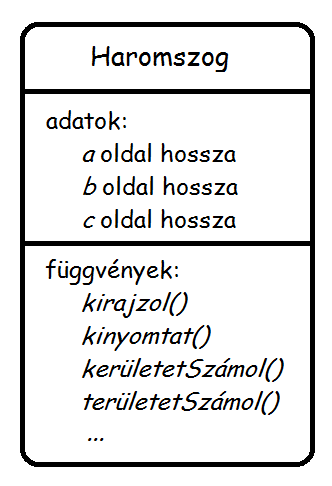 Haromszog
adatok:
a oldal hossza
b oldal hossza
c oldal hossza
függvények:
kirajzol()
kinyomtat()
kerületetSzámol()
területetSzámol()
...